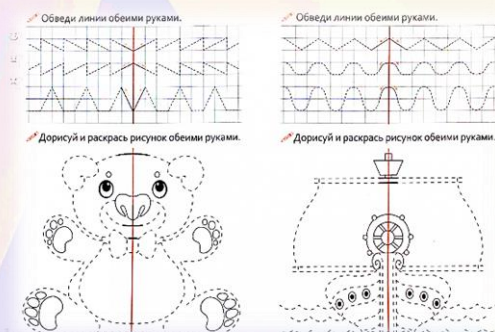 Обведи линии обеими руками.
Дорисуй и раскрась рисунок обеими руками.
Обведи линии обеими руками.
Дорисуй и раскрась рисунок обеими руками.